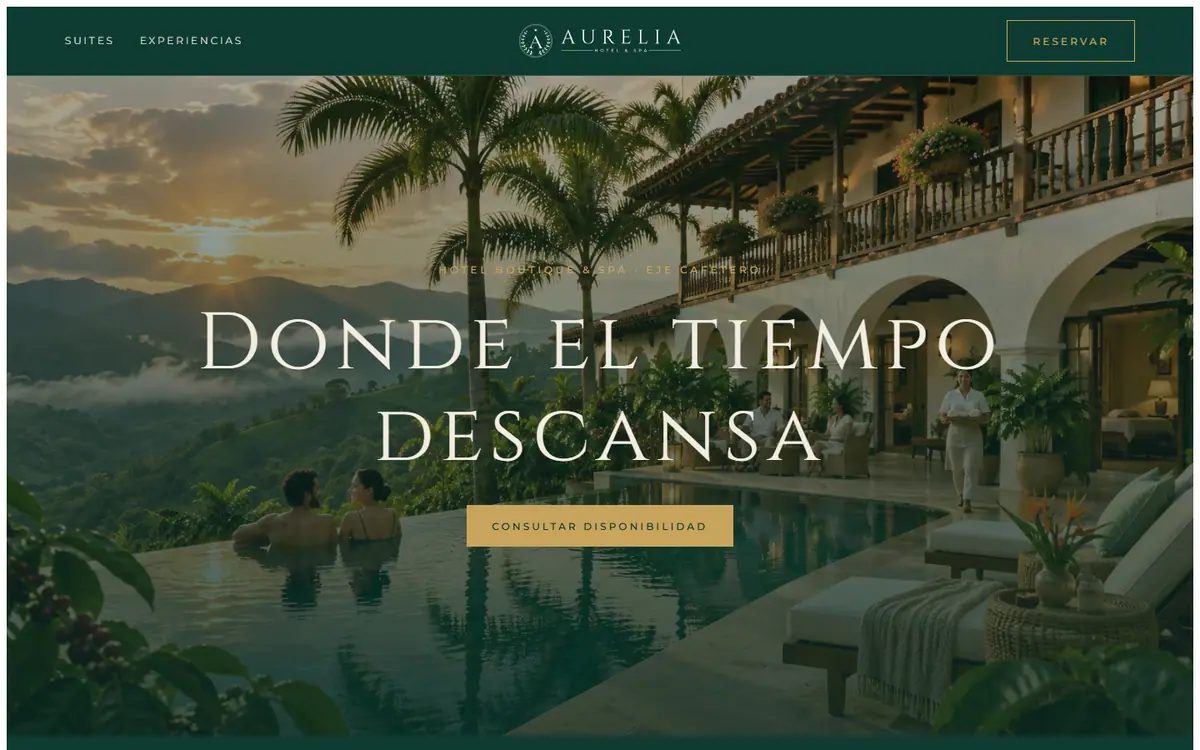 SUITES EXPERIENCIAS
A
AURELIA
HOTEL & SPA
RESERVAR
HOTEL BOUTIQUE & SPA · EJE CAFETERO
DONDE EL TIEMPO
DESCANSA
CONSULTAR DISPONIBILIDAD